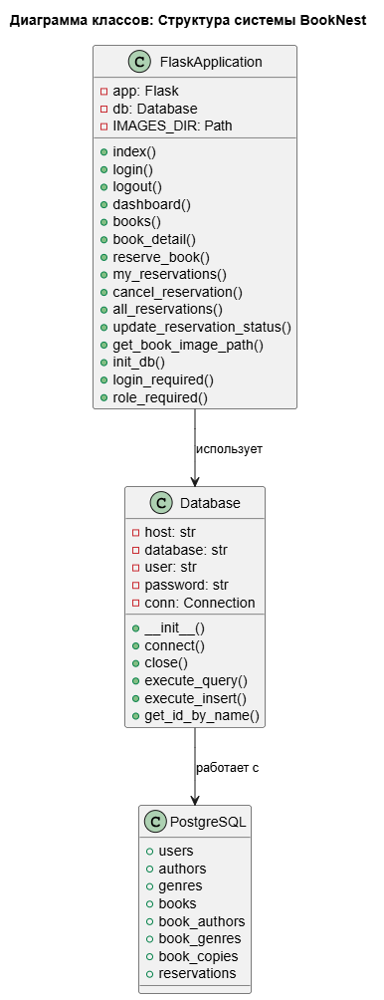 Диаграмма классов: Структура системы BookNest
C FlaskApplication
app: Flask
db: Database
IMAGES_DIR: Path
index()
login()
logout()
dashboard()
books()
book_detail()
reserve_book()
my_reservations()
cancel_reservation()
all_reservations()
update_reservation_status()
get_book_image_path()
init_db()
login_required()
role_required()
использует
C Database
host: str
database: str
user: str
password: str
conn: Connection
__init__()
connect()
close()
execute_query()
execute_insert()
get_id_by_name()
работает с
C PostgreSQL
users
authors
genres
books
book_authors
book_genres
book_copies
reservations